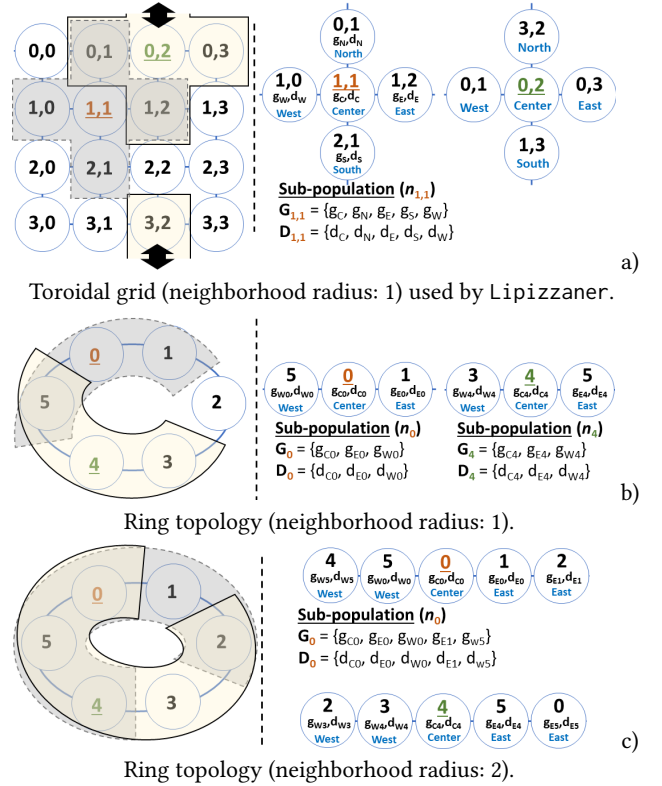 0,0 0,1 0,2 0,3
1,0 1,1 1,2 1,3
2,0 2,1 2,2 2,3
3,0 3,1 3,2 3,3
0,1
gN,dN
North
1,0 1,1 1,2
gW,dW gC,dC gE,dE
West Center East
2,1
gS,dS
South
3,2
North
0,1 0,2 0,3
West Center East
1,3
South
Sub-population (n1,1)
G1,1 = {gC, gN, gE, gS, gW}
D1,1 = {dC, dN, dE, dS, dW}
a)
Toroidal grid (neighborhood radius: 1) used by Lipizzaner.
0 1
5 2
4 3
5 0 1
gW0,dW0 gC0,dC0 gE0,dE0
West Center East
Sub-population (n0)
G0 = {gC0, gE0, gW0}
D0 = {dC0, dE0, dW0}
3 4 5
gW4,dW4 gC4,dC4 gE4,dE4
West Center East
Sub-population (n4)
G4 = {gC4, gE4, gW4}
D4 = {dC4, dE4, dW4}
b)
Ring topology (neighborhood radius: 1).
0 1
5 2
4 3
4 5 0 1 2
gW5,dW5 gW0,dW0 gC0,dC0 gE0,dE0 gE1,dE1
West West Center East East
Sub-population (n0)
G0 = {gC0, gE0, gW0, gE1, gw5}
D0 = {dC0, dE0, dW0, dE1, dw5}
2 3 4 5 0
gW3,dW3 gW4,dW4 gC4,dC4 gE4,dE4 gE5,dE5
West West Center East East
c)
Ring topology (neighborhood radius: 2).